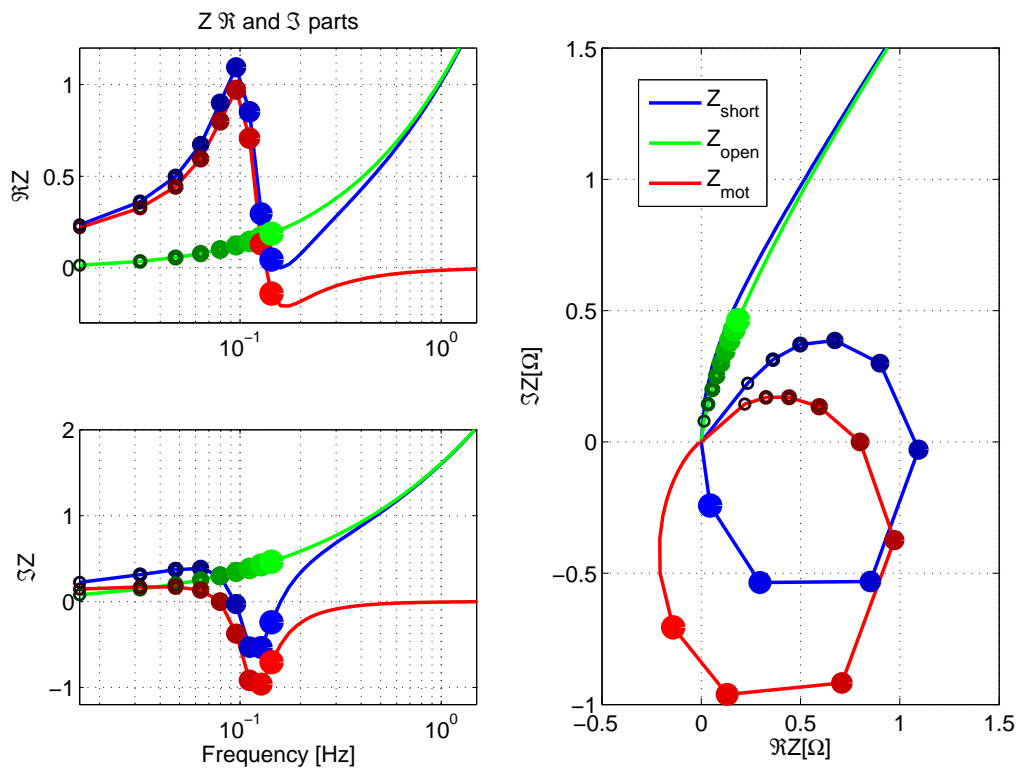 Z ℜ and ℑ parts
1
0.5
0
ℜZ
10⁻¹
10⁰
2
1
0
−1
ℑZ
10⁻¹
10⁰
Frequency [Hz]
1.5
1
0.5
0
−0.5
−1
ℑZ[Ω]
Z_short
Z_open
Z_mot
−0.5
0
0.5
1
1.5
ℜZ[Ω]